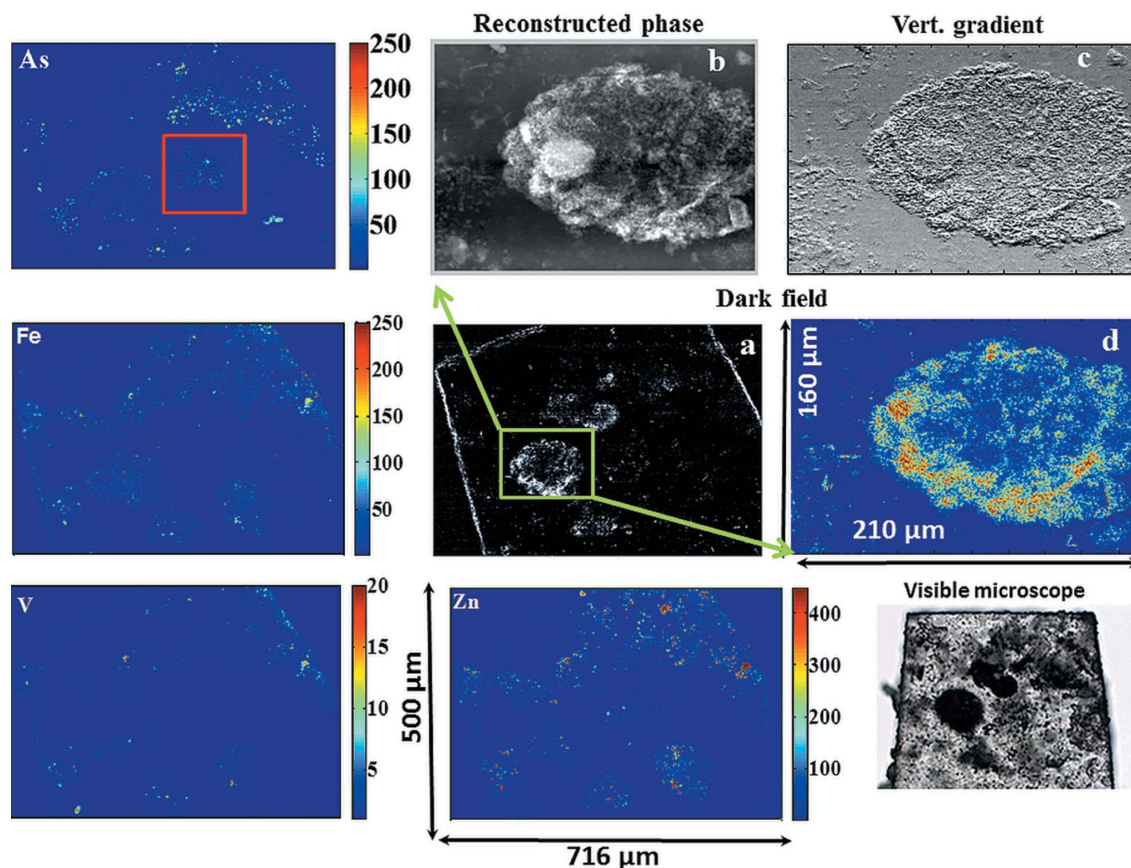 Reconstructed phase
Vert. gradient
As
250
200
150
100
50
b
c
Dark field
Fe
250
200
150
100
50
0
a
160 µm
d
210 µm
V
20
15
10
5
500 µm
Zn
400
300
200
100
716 µm
Visible microscope